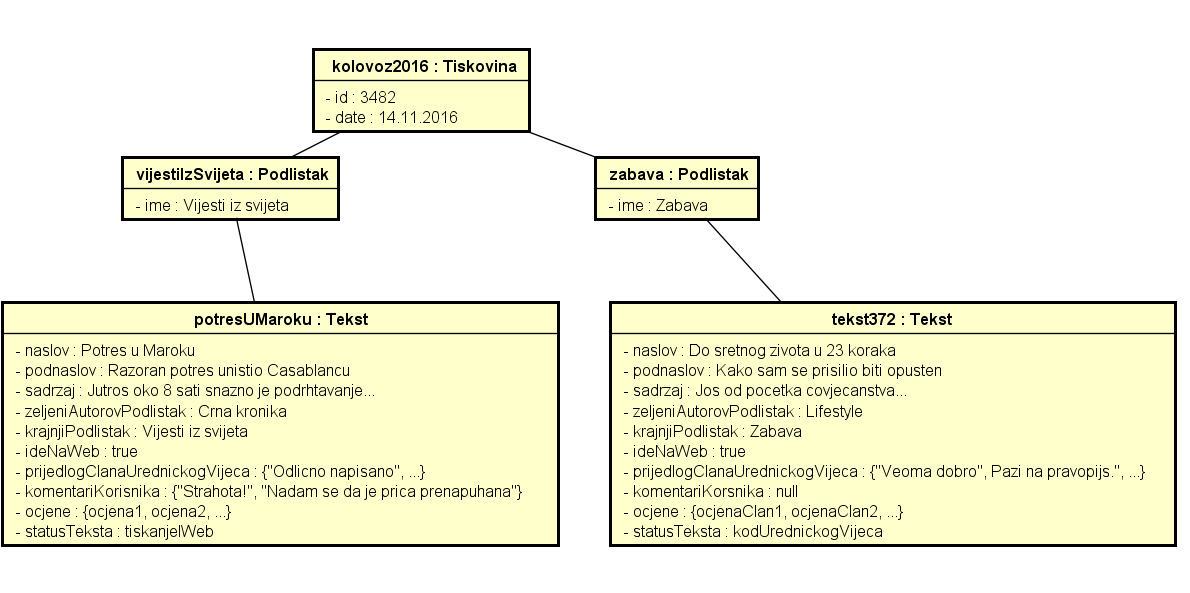 kolovoz2016 : Tiskovina
- id : 3482
- date : 14.11.2016
vijestiIzSvijeta : Podlistak
- ime : Vijesti iz svijeta
zabava : Podlistak
- ime : Zabava
potresUMaroku : Tekst
- naslov : Potres u Maroku
- podnaslov : Razoran potres unistio Casablancu
- sadrzaj : Jutros oko 8 sati snazno je podrhtavanje...
- zeljeniAutorovPodlistak : Crna kronika
- krajnjiPodlistak : Vijesti iz svijeta
- ideNaWeb : true
- prijedlogClanaUrednickogVijeca : {"Odlicno napisano", ...}
- komentariKorisnika : {"Strahota!", "Nadam se da je prica prenapuhana"}
- ocjene : {ocjena1, ocjena2, ...}
- statusTeksta : tiskanjeIWeb
tekst372 : Tekst
- naslov : Do sretnog zivota u 23 koraka
- podnaslov : Kako sam se prisilio biti opusten
- sadrzaj : Jos od pocetka covjecanstva...
- zeljeniAutorovPodlistak : Lifestyle
- krajnjiPodlistak : Zabava
- ideNaWeb : true
- prijedlogClanaUrednickogVijeca : {"Veoma dobro", Pazi na pravopijs.", ...}
- komentariKorsnika : null
- ocjene : {ocjenaClan1, ocjenaClan2, ...}
- statusTeksta : kodUrednickogVijeca